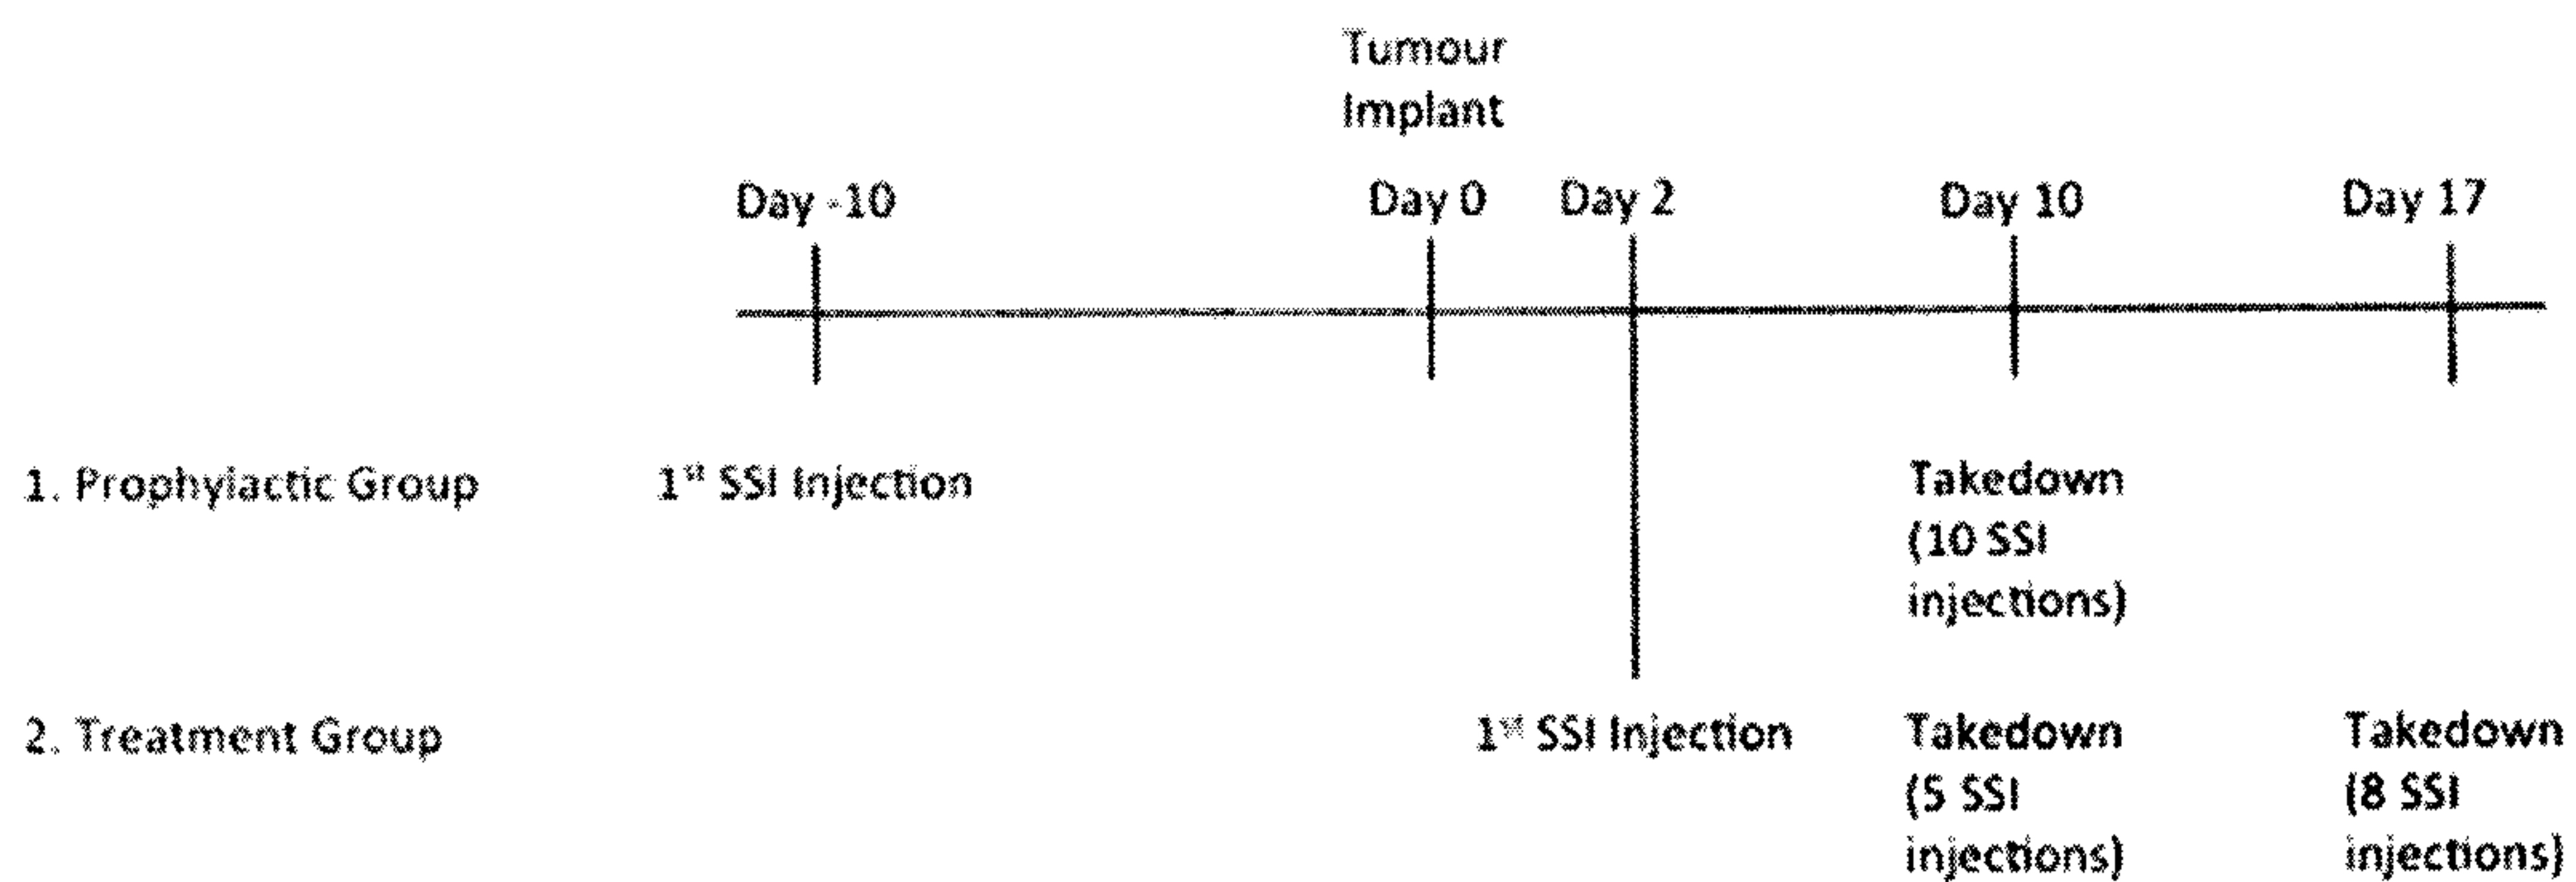 Tumour
Implant
Day -10 Day 0 Day 2 Day 10 Day 17
1. Prophylactic Group 1st SSI Injection Takedown
(10 SSI
injections)
2. Treatment Group 1st SSI Injection Takedown Takedown
(5 SSI (8 SSI
injections) injections)